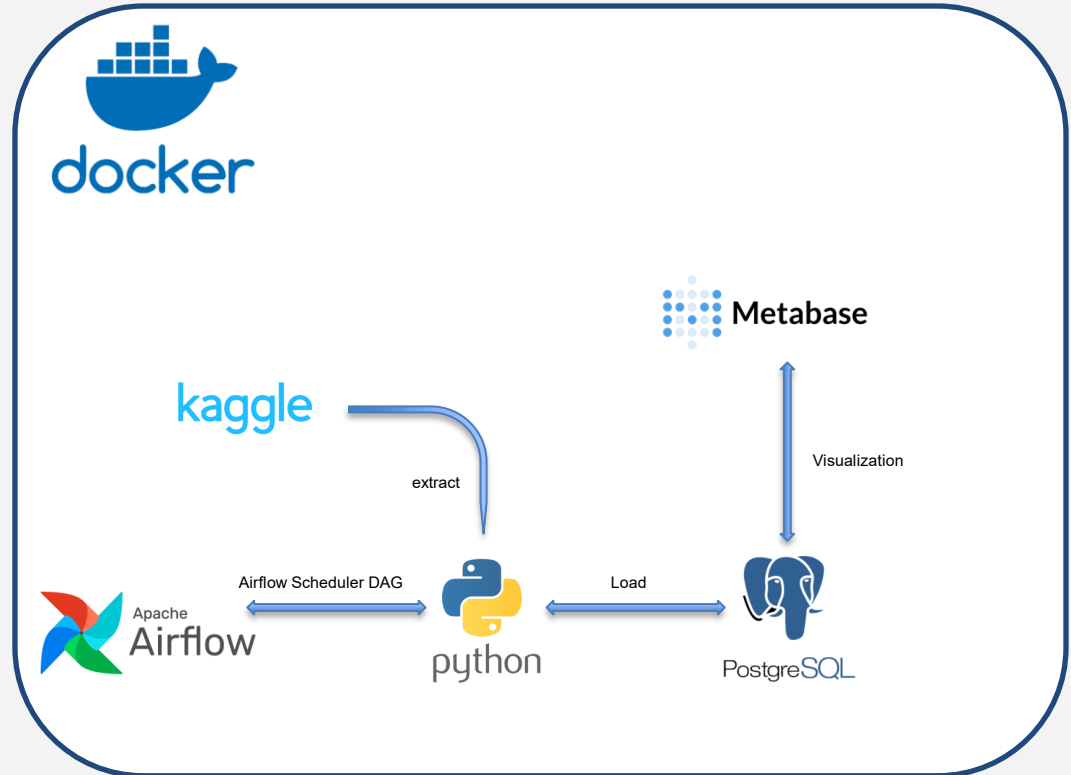 docker
Metabase
kaggle
Visualization
extract
Airflow Scheduler DAG
Load
Apache
Airflow
python
PostgreSQL